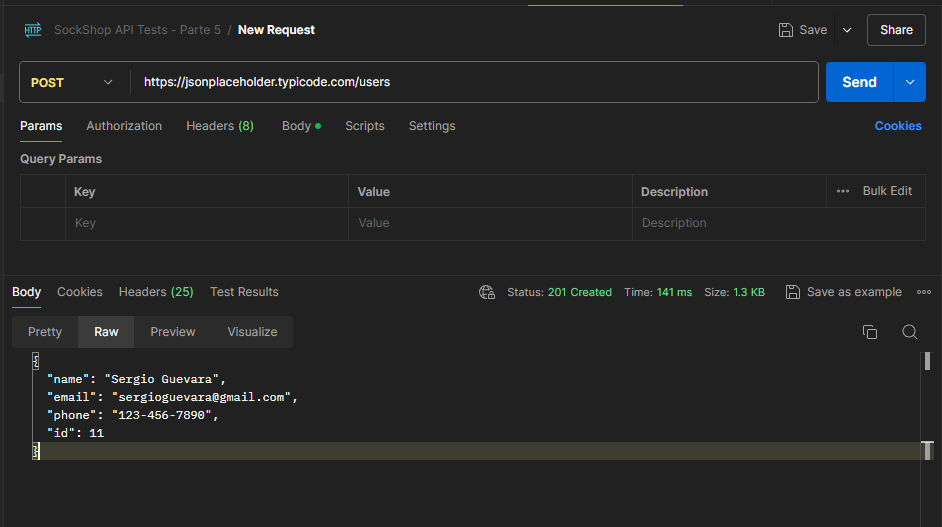 HTTP SockShop API Tests - Parte 5 / New Request Save Share
POST https://jsonplaceholder.typicode.com/users Send
Params Authorization Headers (8) Body Scripts Settings Cookies
Query Params
Key Value Description ... Bulk Edit
Key Value Description
Body Cookies Headers (25) Test Results Status: 201 Created Time: 141 ms Size: 1.3 KB Save as example
Pretty Raw Preview Visualize
{
"name": "Sergio Guevara",
"email": "sergioguevara@gmail.com",
"phone": "123-456-7890",
"id": 11
}